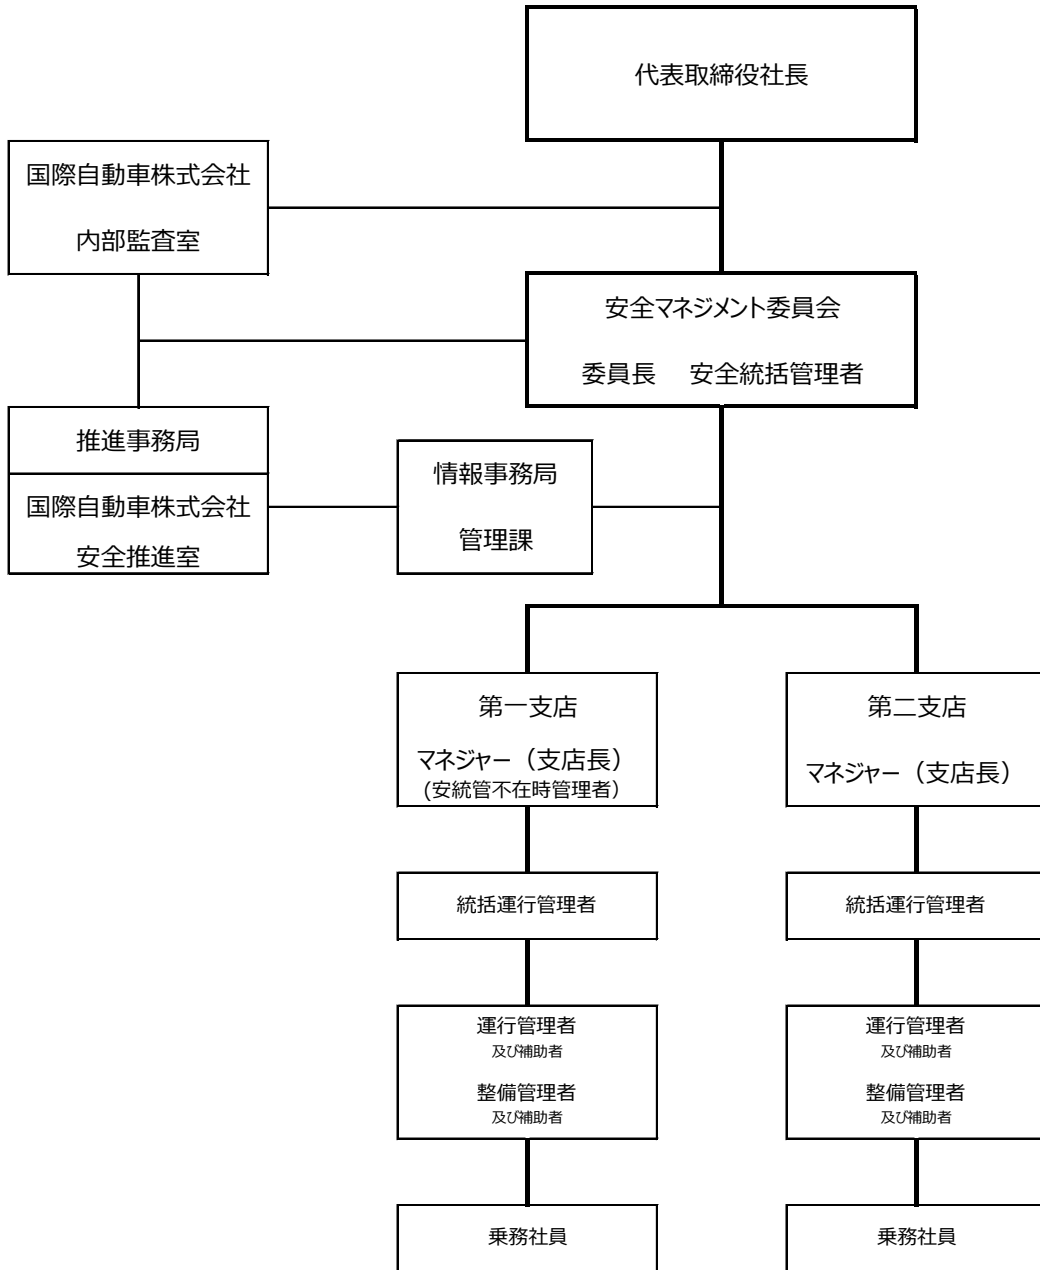 代表取締役社長
国際自動車株式会社
内部監査室
安全マネジメント委員会
委員長 安全統括管理者
推進事務局
国際自動車株式会社
安全推進室
情報事務局
管理課
第一支店
マネジャー（支店長）
(安統管不在時管理者）
第二支店
マネジャー（支店長）
統括運行管理者
統括運行管理者
運行管理者
及び補助者
整備管理者
及び補助者
運行管理者
及び補助者
整備管理者
及び補助者
乗務社員
乗務社員